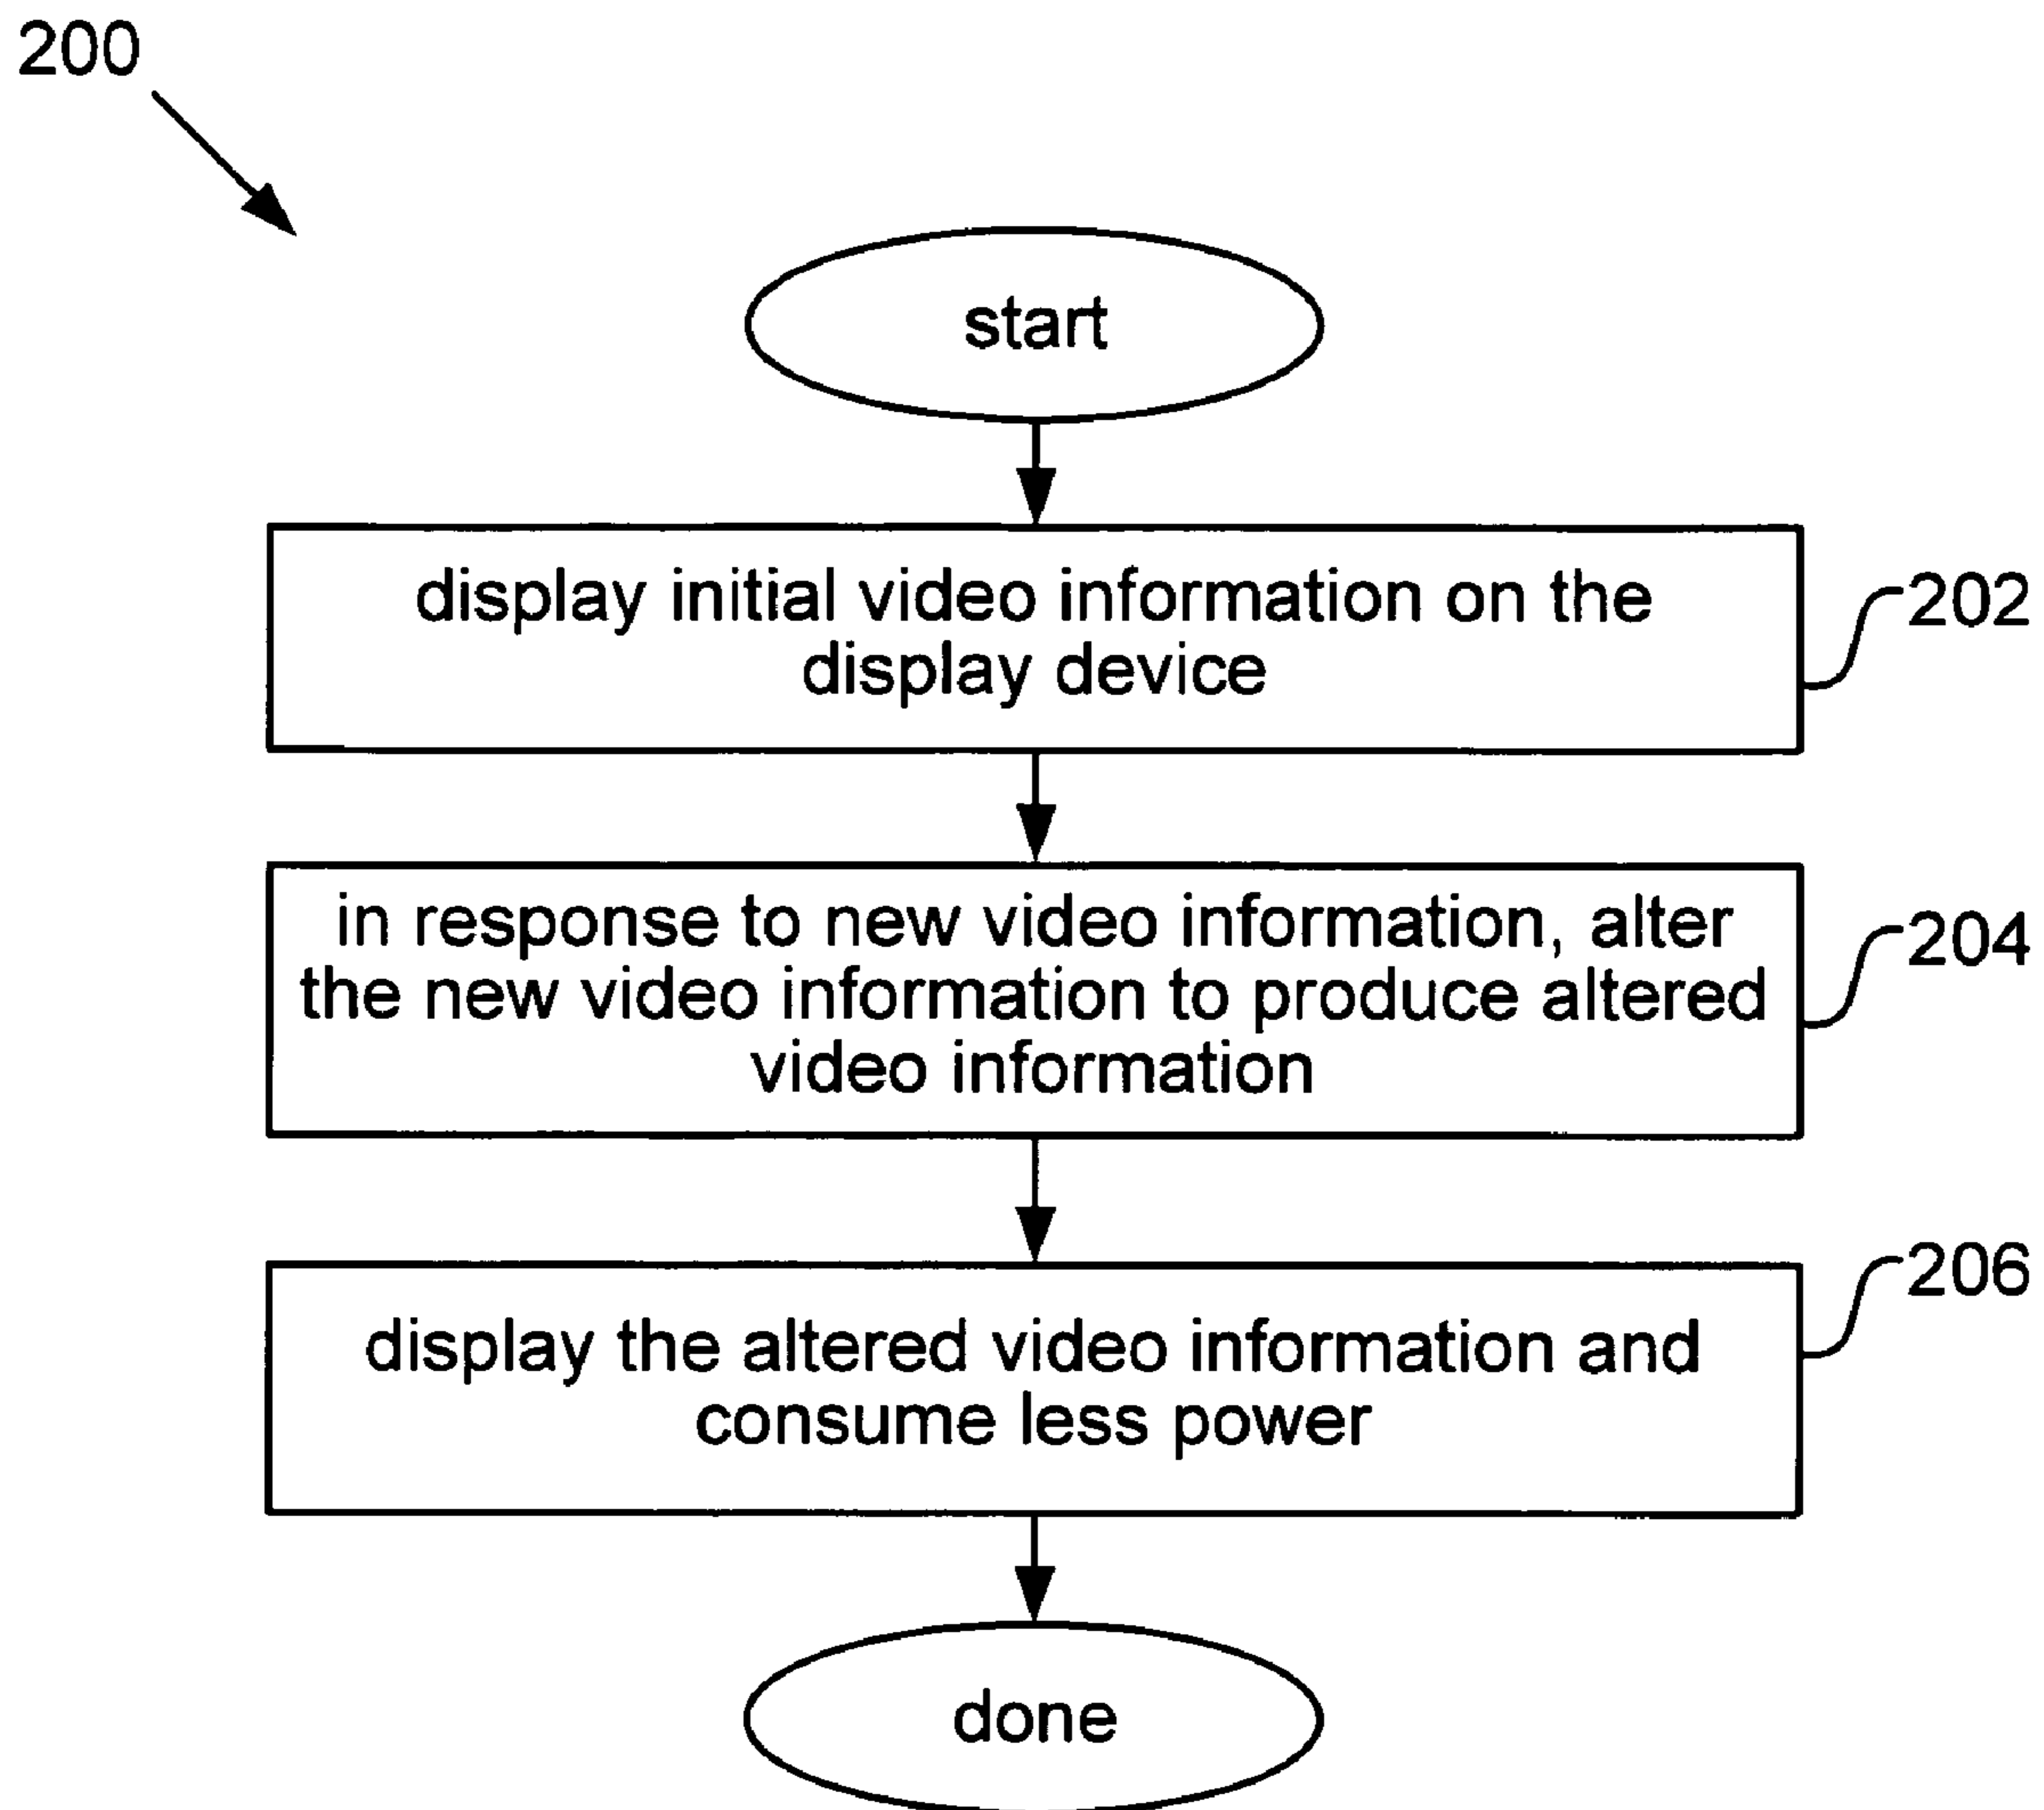 200
start
display initial video information on the
display device
202
in response to new video information, alter
the new video information to produce altered
video information
204
display the altered video information and
consume less power
206
done